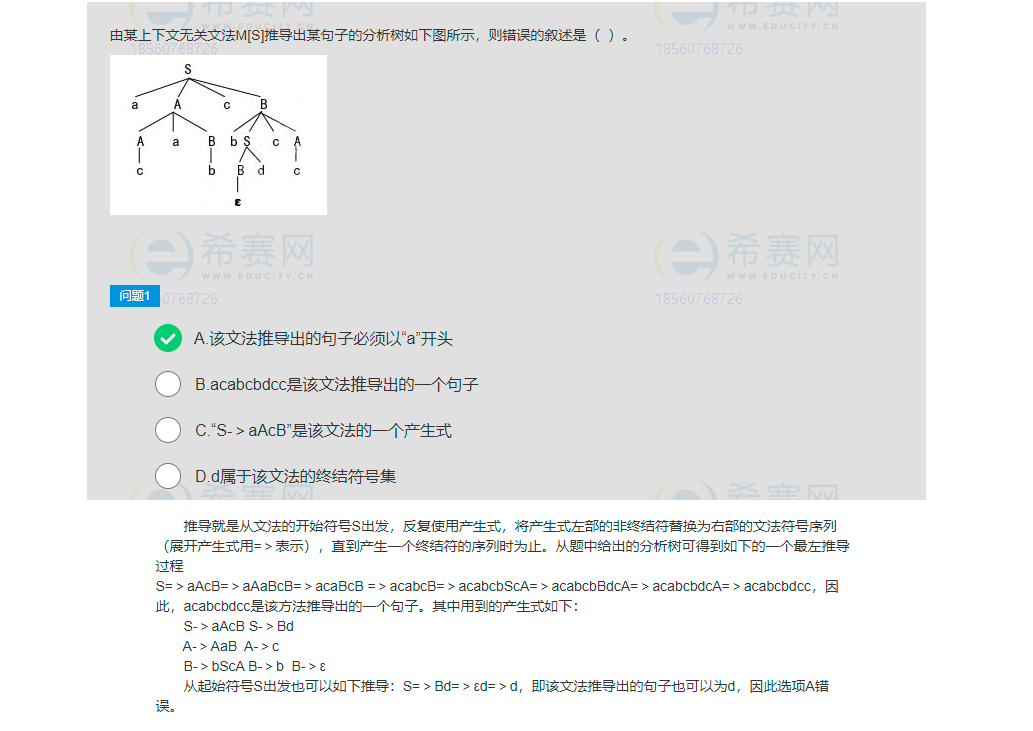 由某上下文无关文法M[S]推导出某句子的分析树如下图所示，则错误的叙述是（ ）。
18560768726
18560768726
S
a A c B
A a B b S c A
c b B d c
ε
希赛网
WWW.EDUCITY.CN
希赛网
WWW.EDUCITY.CN
问题1
0768726
18560768726
A.该文法推导出的句子必须以“a”开头
B.acabcbdcc是该文法推导出的一个句子
C.“S-＞aAcB”是该文法的一个产生式
D.d属于该文法的终结符号集
推导就是从文法的开始符号S出发，反复使用产生式，将产生式左部的非终结符替换为右部的文法符号序列
（展开产生式用=＞表示），直到产生一个终结符的序列时为止。从题中给出的分析树可得到如下的一个最左推导
过程
S=＞aAcB=＞aAaBcB=＞acaBcB =＞acabcB=＞acabcbScA=＞acabcbBdcA=＞acabcbdcA=＞acabcbdcc，因
此，acabcbdcc是该方法推导出的一个句子。其中用到的产生式如下：
S-＞aAcB S-＞Bd
A-＞AaB A-＞c
B-＞bScA B-＞b B-＞ε
从起始符号S出发也可以如下推导：S=＞Bd=＞εd=＞d，即该文法推导出的句子也可以为d，因此选项A错
误。